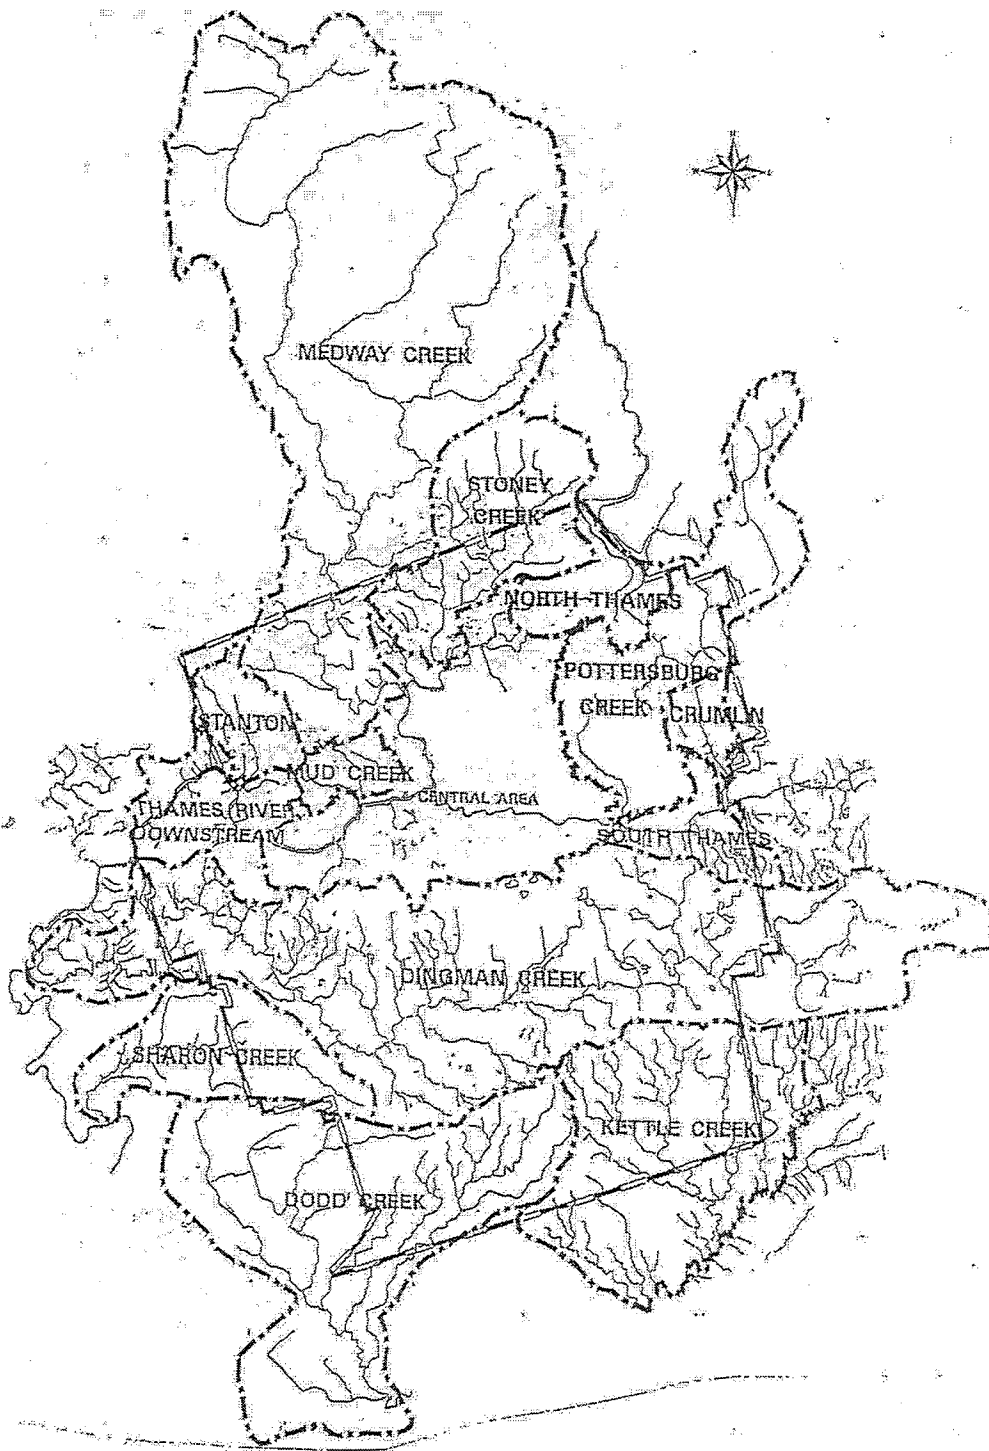 MEDWAY CREEK
STONEY
CREEK
NORTH THAMES
POTTERSBURG
CREEK
CRUMLIN
STANTON
MUD CREEK
CENTRAL AREA
THAMES RIVER
DOWNSTREAM
SOUTH THAMES
DINGMAN CREEK
SHARON CREEK
KETTLE CREEK
DODD CREEK